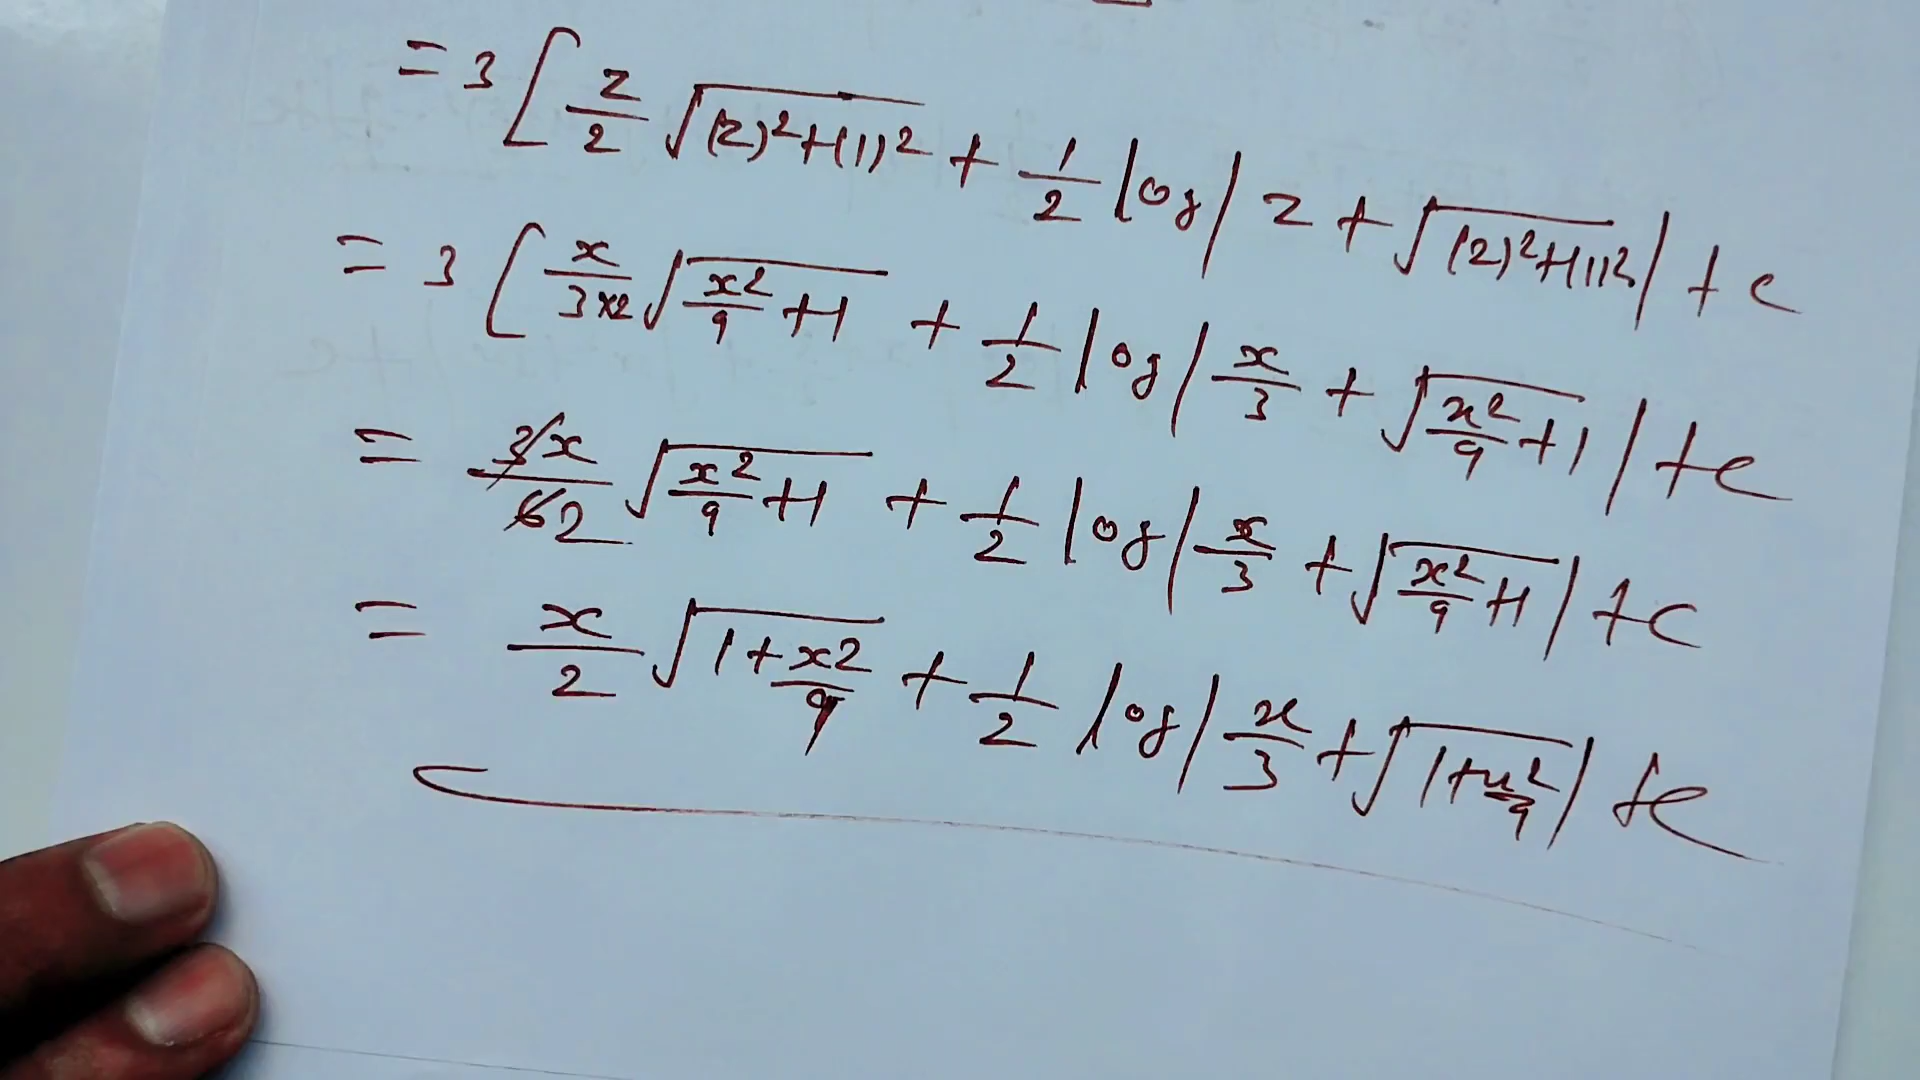 = 3 [ z/2 √((z)²+(1)²) + 1/2 log | z + √((z)²+(1)²) | + c
= 3 [ x/3×2 √(x²/9 +1) + 1/2 log | x/3 + √(x²/9 +1) | + c
= 3x/62 √(x²/9 +1) + 1/2 log | x/3 + √(x²/9 +1) | + c
= x/2 √(1+x²/9) + 1/2 log | x/3 + √(1+x²/9) | + c